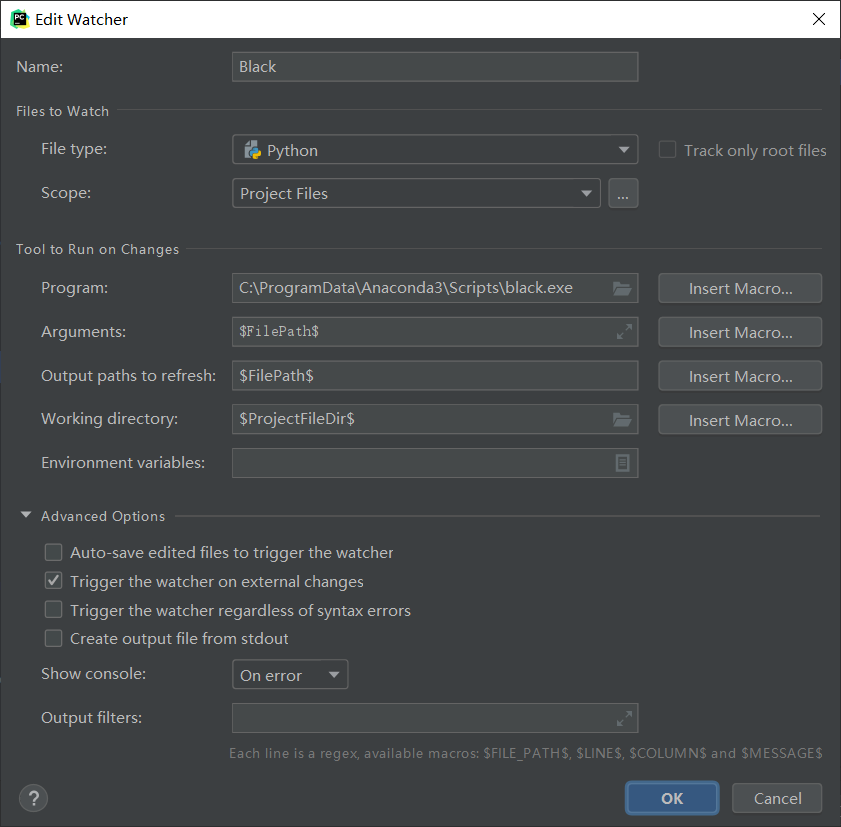 PC Edit Watcher
Name: Black
Files to Watch
File type: Python Track only root files
Scope: Project Files ...
Tool to Run on Changes
Program: C:\ProgramData\Anaconda3\Scripts\black.exe Insert Macro...
Arguments: $FilePath$ Insert Macro...
Output paths to refresh: $FilePath$ Insert Macro...
Working directory: $ProjectFileDir$ Insert Macro...
Environment variables:
Advanced Options
Auto-save edited files to trigger the watcher
Trigger the watcher on external changes
Trigger the watcher regardless of syntax errors
Create output file from stdout
Show console: On error
Output filters:
Each line is a regex, available macros: $FILE_PATH$, $LINE$, $COLUMN$ and $MESSAGE$
? OK Cancel